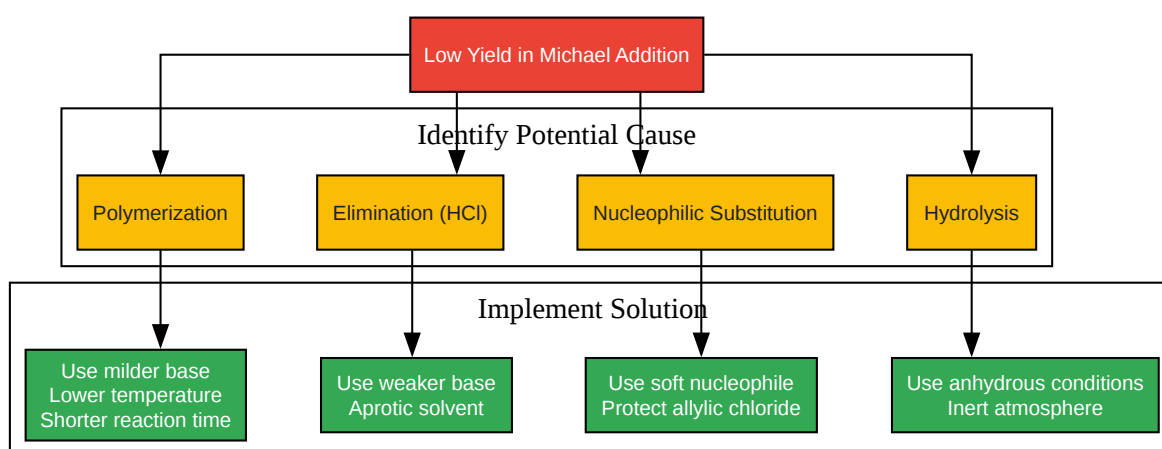 Low Yield in Michael Addition
Identify Potential Cause
Polymerization
Elimination (HCl)
Nucleophilic Substitution
Hydrolysis
Implement Solution
Use milder base
Lower temperature
Shorter reaction time
Use weaker base
Aprotic solvent
Use soft nucleophile
Protect allylic chloride
Use anhydrous conditions
Inert atmosphere